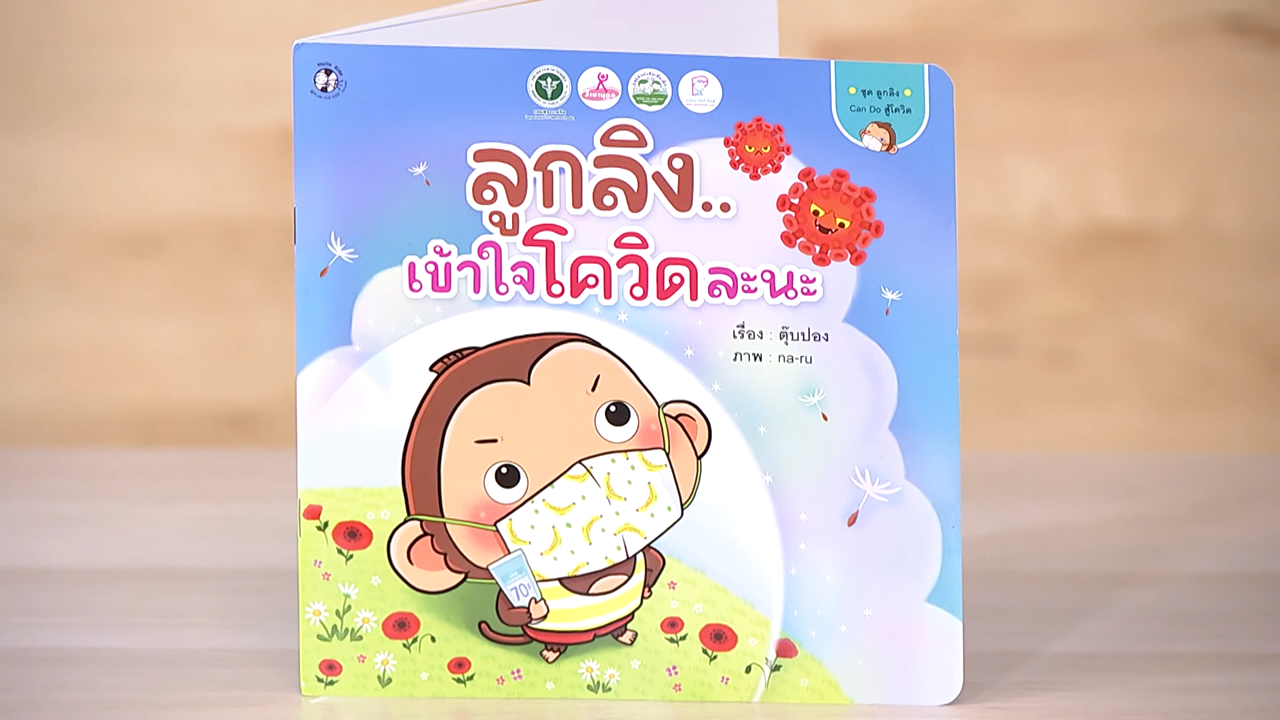 Hello Kids
ชุด ลูกลิง
Can Do สู้โควิด
ลูกลิง..
เข้าใจโควิดละนะ
เรื่อง : ตุ๊บปอง
ภาพ : na-ru
70%